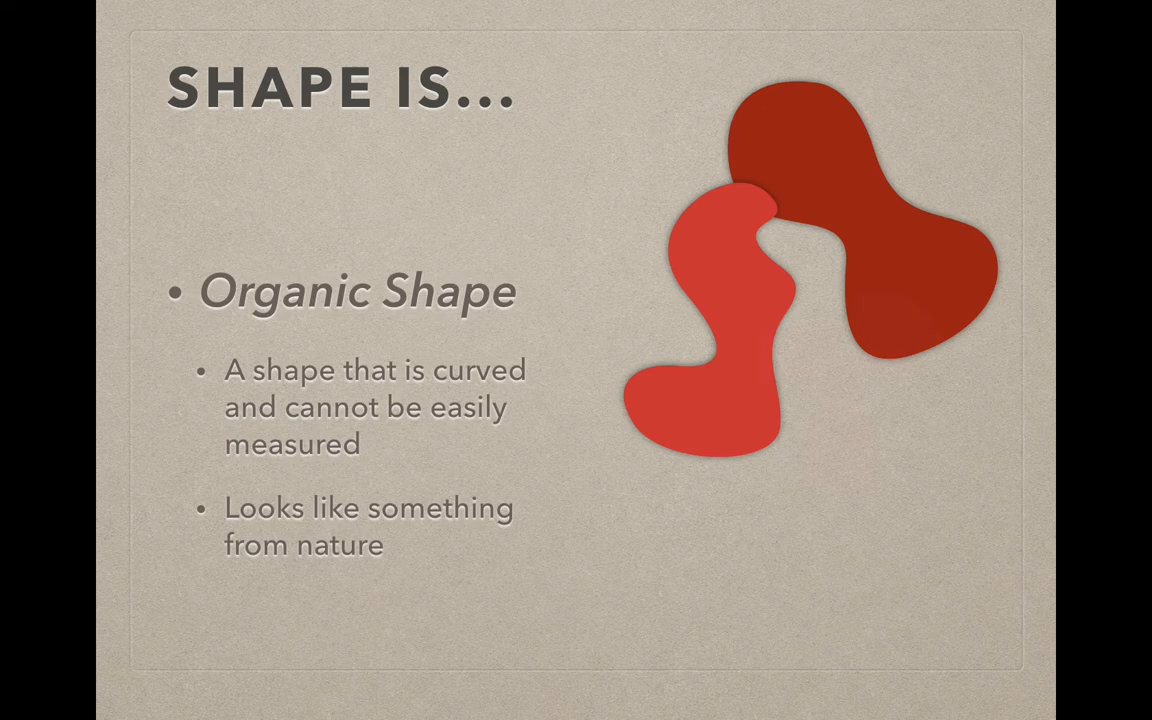 SHAPE IS...
• Organic Shape
• A shape that is curved
and cannot be easily
measured
• Looks like something
from nature